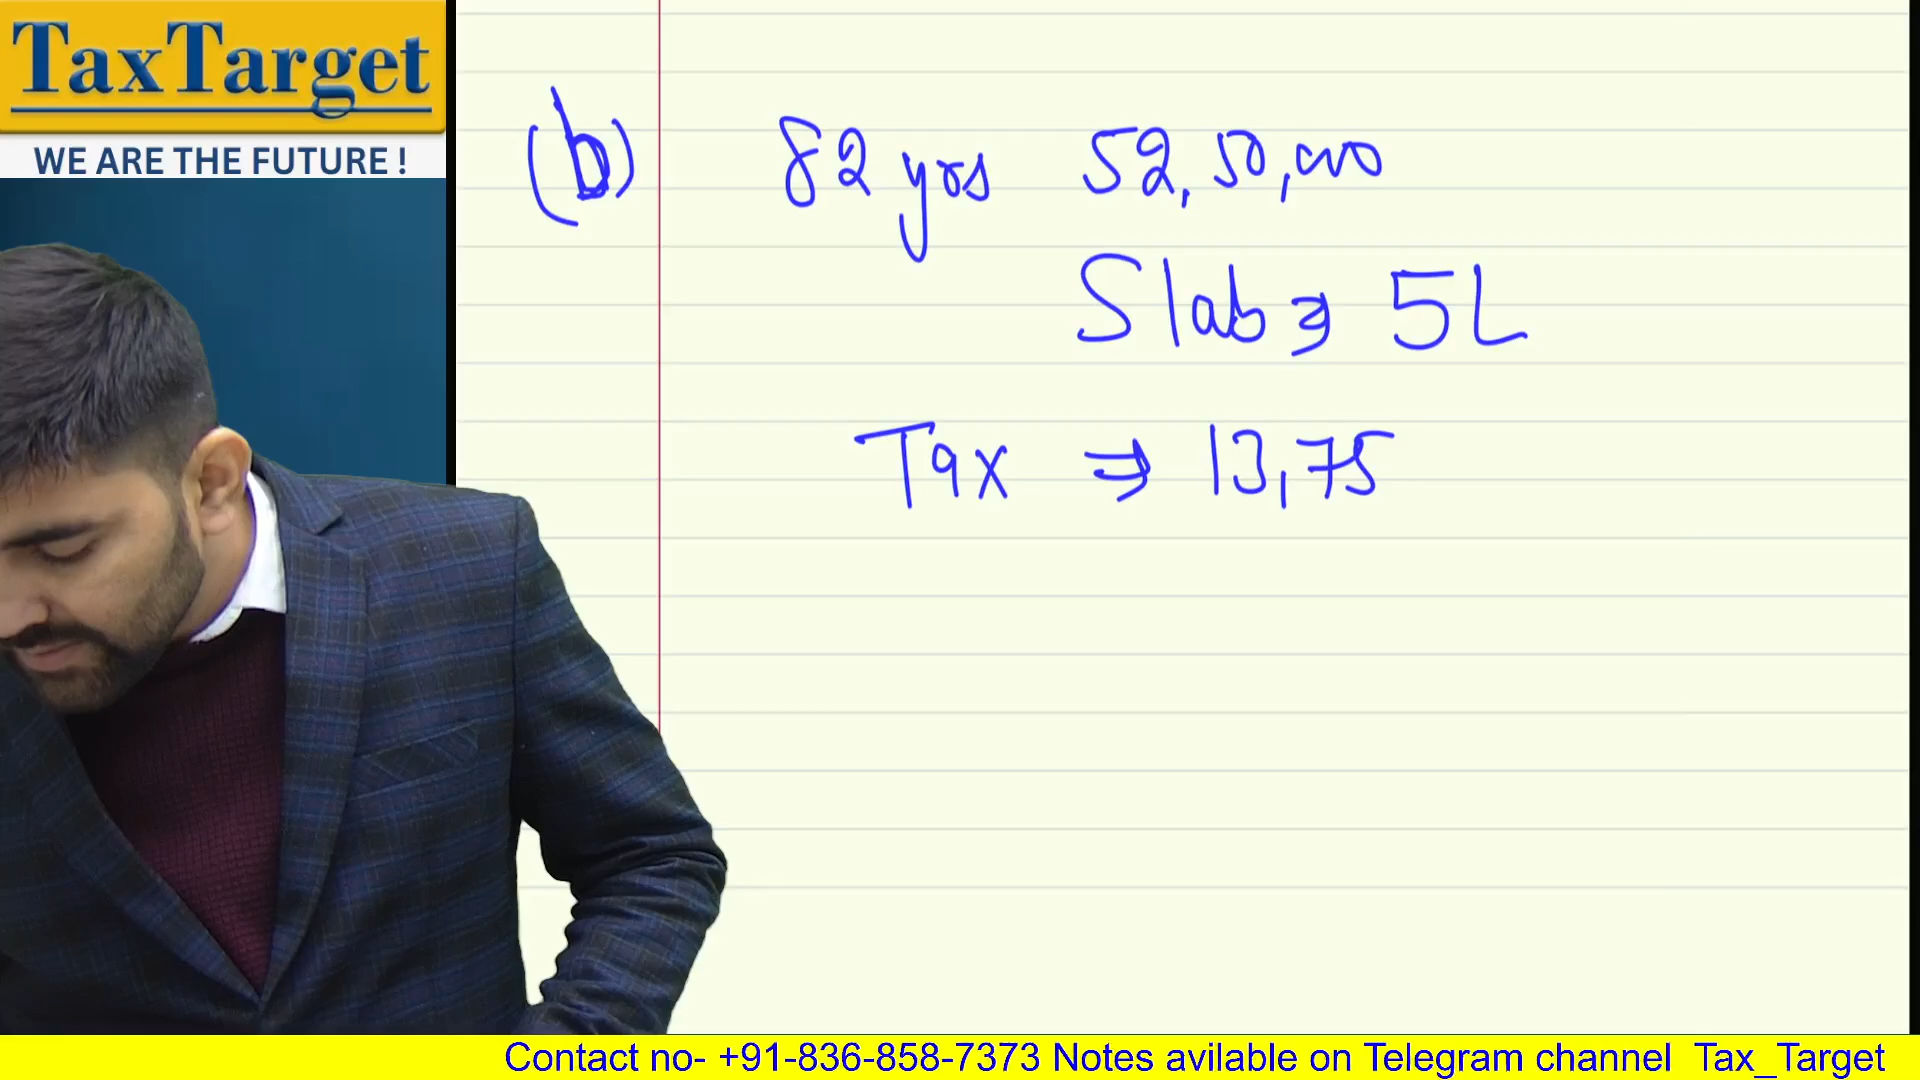 TaxTarget
WE ARE THE FUTURE !
(b) 82 yrs 52,50,000
Slab ⇒ 5L
Tax ⇒ 13,75
Contact no- +91-836-858-7373 Notes avilable on Telegram channel Tax_Target